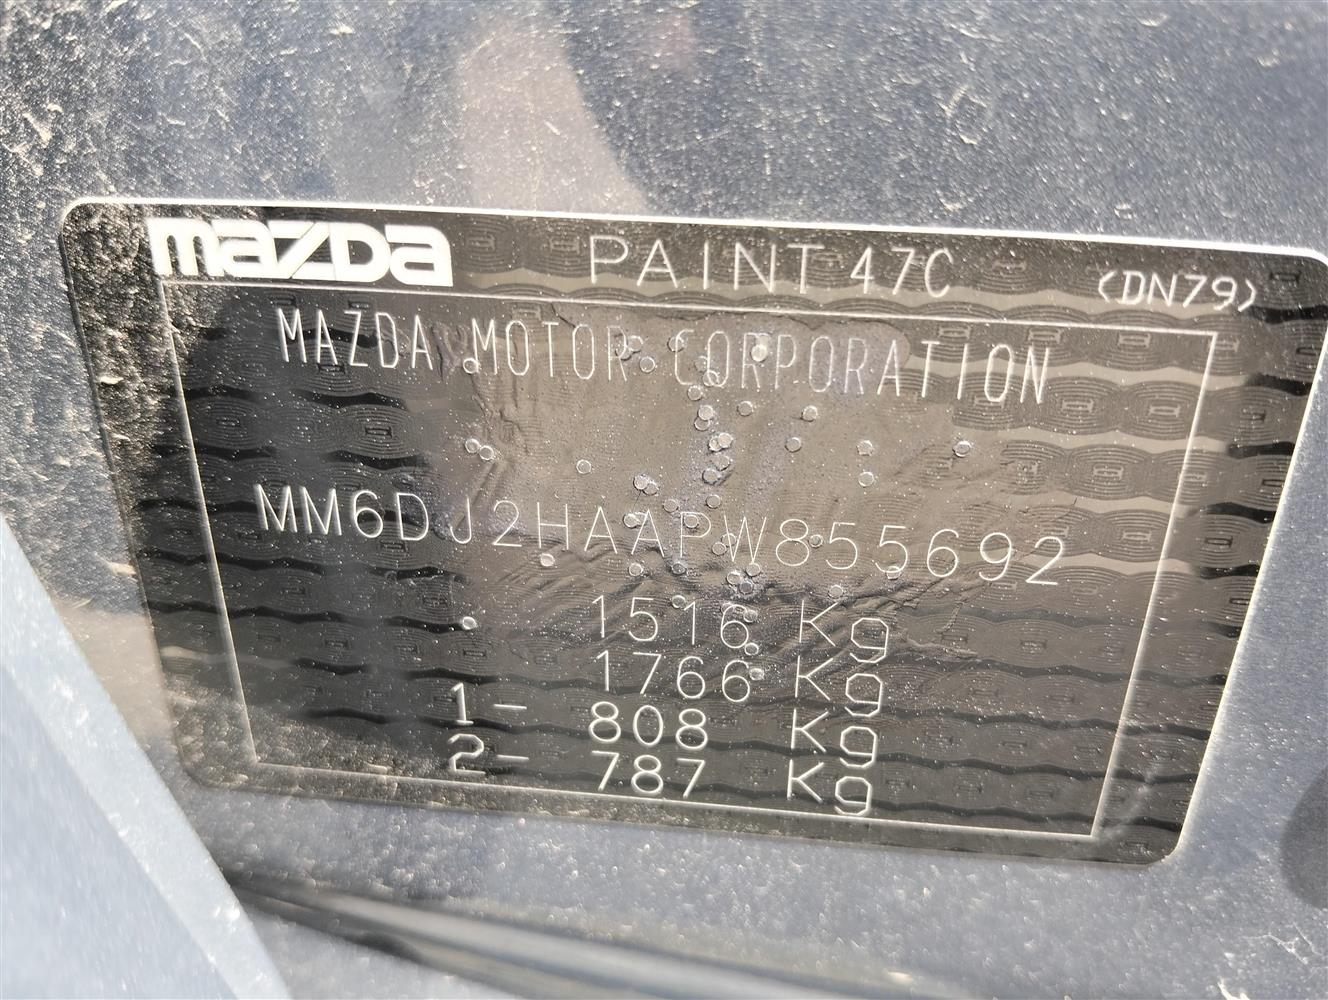 mazda PAINT 47C (DN79)
MAZDA MOTOR CORPORATION
MM6DJ2HAAPW855692
1516 Kg
1766 Kg
1- 808 Kg
2- 787 Kg